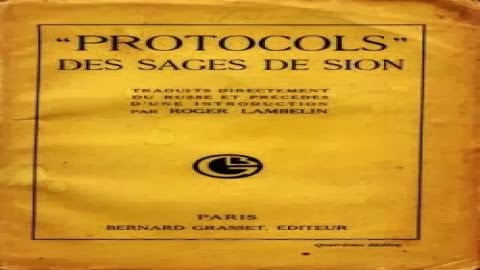 "PROTOCOLS"
DES SAGES DE SION
TRADUITS DIRECTEMENT
DU RUSSE ET PRÉCÉDÉS
D'UNE INTRODUCTION
PAR ROGER LAMBELIN
PARIS
BERNARD GRASSET, EDITEUR